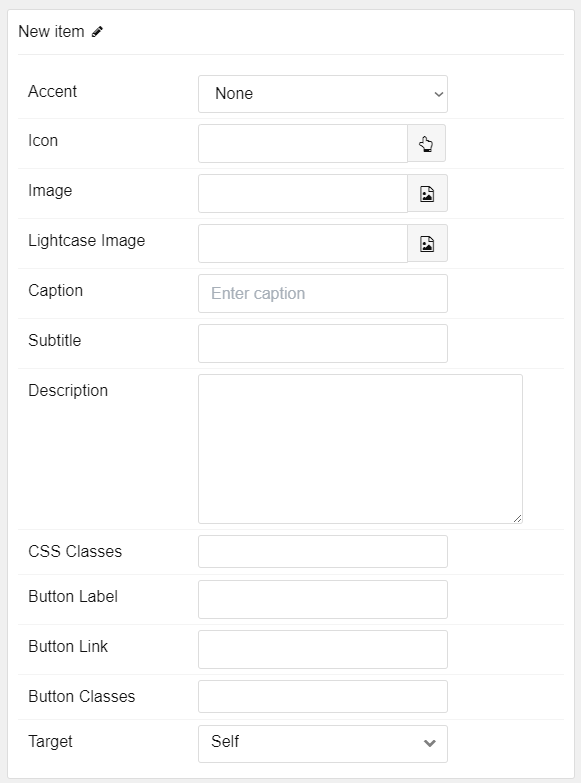 New item
Accent
None
Icon
Image
Lightcase Image
Caption
Enter caption
Subtitle
Description
CSS Classes
Button Label
Button Link
Button Classes
Target
Self